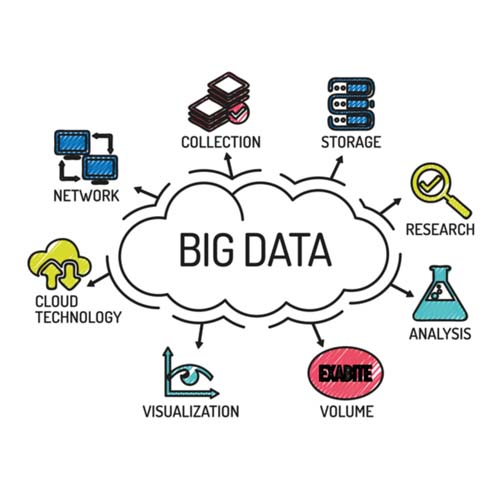 COLLECTION
STORAGE
NETWORK
RESEARCH
BIG DATA
CLOUD
TECHNOLOGY
ANALYSIS
EXABITE
VISUALIZATION
VOLUME